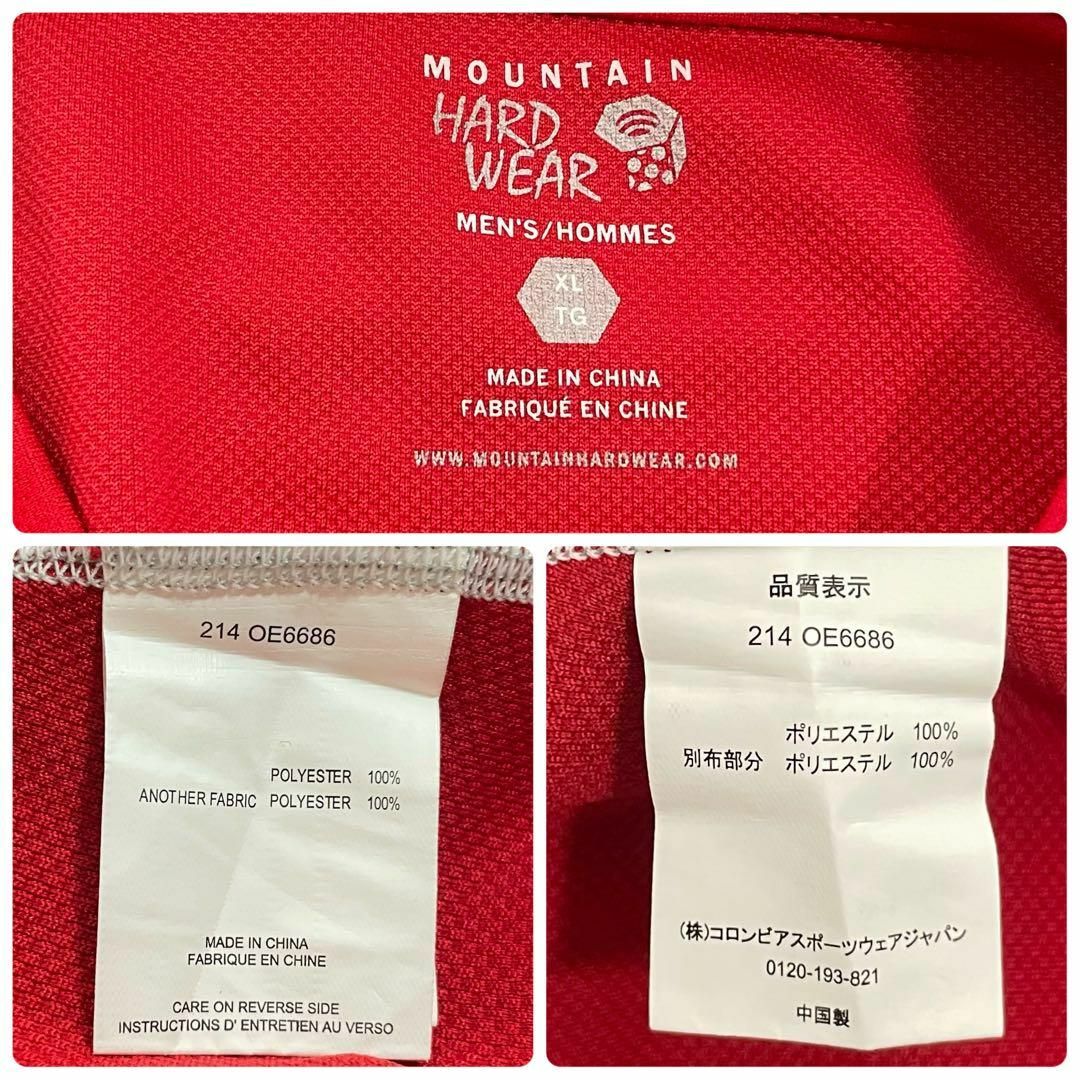 MOUNTAIN
HARD
WEAR
MEN'S/HOMMES
XL
TG
MADE IN CHINA
FABRIQUÉ EN CHINE
WWW.MOUNTAINHARDWEAR.COM
214 OE6686
POLYESTER 100%
ANOTHER FABRIC POLYESTER 100%
MADE IN CHINA
FABRIQUE EN CHINE
CARE ON REVERSE SIDE
INSTRUCTIONS D' ENTRETIEN AU VERSO
品質表示
214 OE6686
ポリエステル 100%
別布部分 ポリエステル 100%
(株)コロンビアスポーツウェアジャパン
0120-193-821
中国製